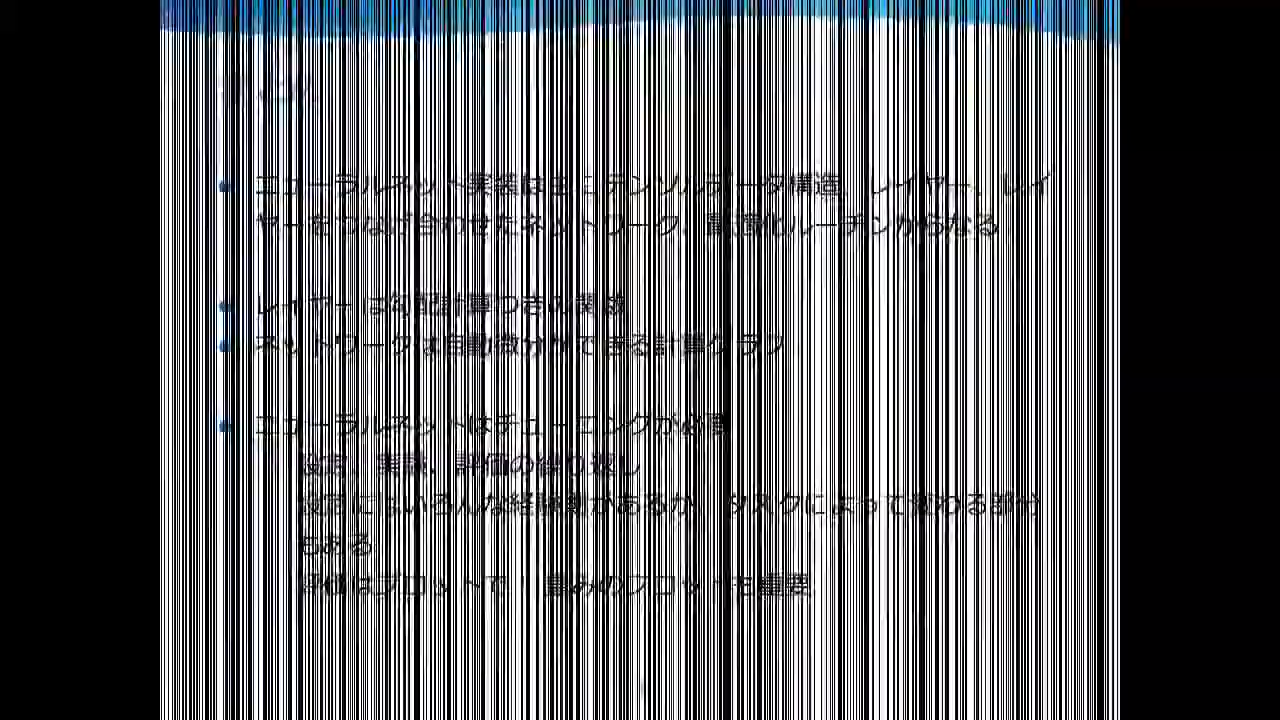 まとめ
ニューラルネット実装は主にテンソルデータ構造、レイヤー、レイ
ヤーをつなげ合わせたネットワーク、最適化ルーチンからなる
レイヤーは勾配計算つきの関数
ネットワークは自動微分ができる計算グラフ
ニューラルネットはチューニングが必要
設定、実験、評価の繰り返し
設定にはいろんな経験則があるが、タスクによって変わる部分
もある
評価はプロットで! 重みのプロットも重要